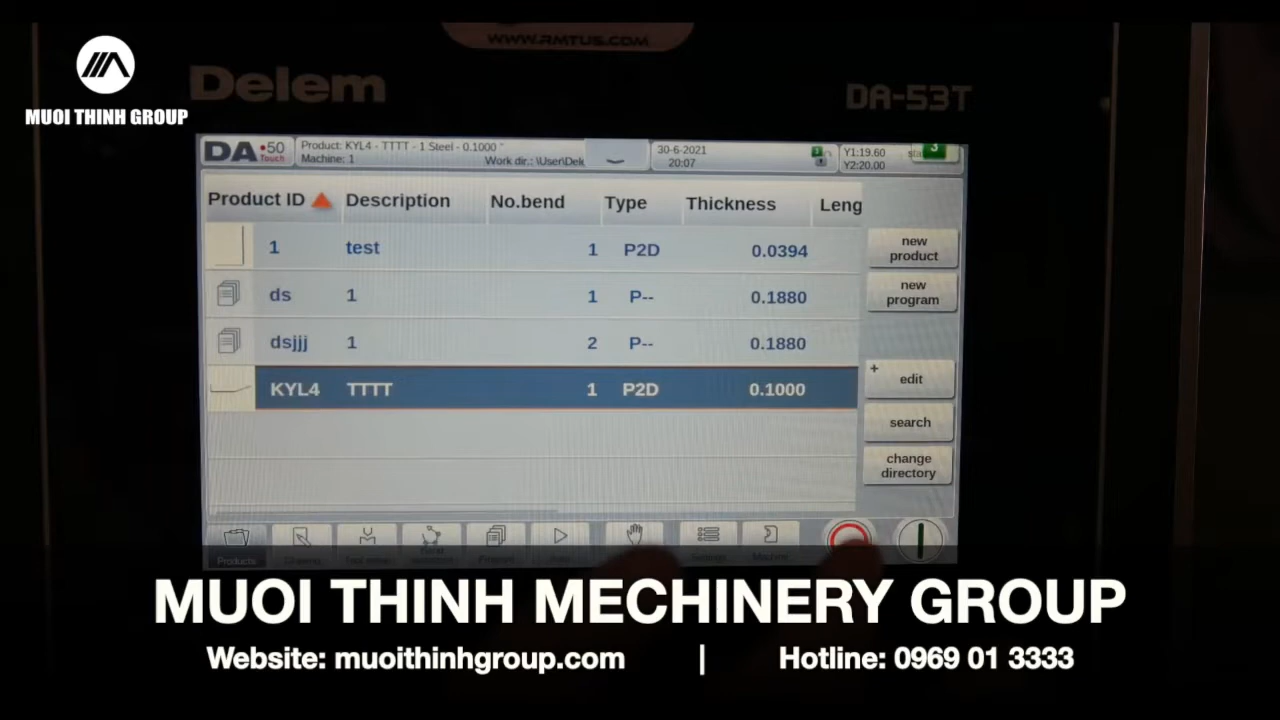 WWW.RMTUS.COM
MUOI THINH GROUP
Delem
DA-53T
DA•50 Touch
Product: KYL4 - TTTT - 1 Steel - 0.1000 "
Machine: 1
Work dir.: \User\Del
30-6-2021
20:07
3
Y1:19.60
Y2:20.00
sta
3
Product ID Description No.bend Type Thickness Leng
1 test 1 P2D 0.0394
ds 1 1 P-- 0.1880
dsjjj 1 2 P-- 0.1880
KYL4 TTTT 1 P2D 0.1000
new
product
new
program
+ edit
search
change
directory
Products
Machine
MUOI THINH MECHINERY GROUP
Website: muoithinhgroup.com | Hotline: 0969 01 3333